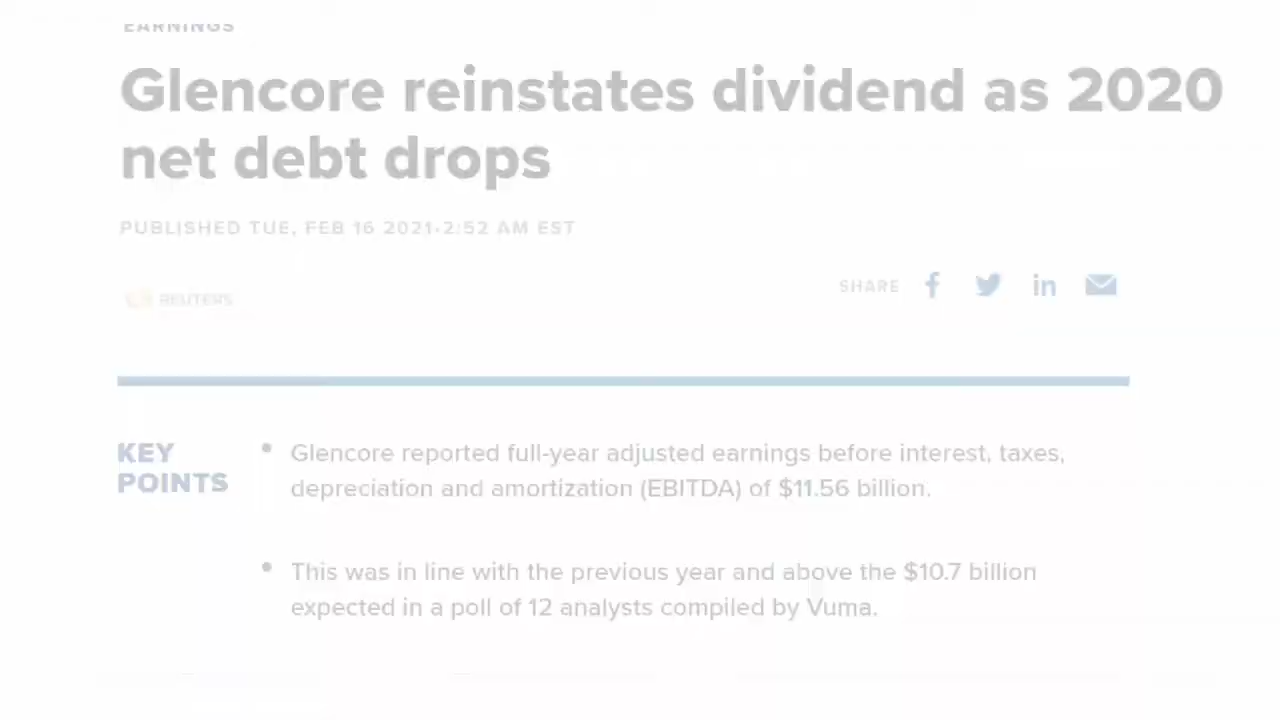 EARNINGS
Glencore reinstates dividend as 2020
net debt drops
PUBLISHED TUE, FEB 16 2021•2:52 AM EST
SHARE
REUTERS
KEY
POINTS
• Glencore reported full-year adjusted earnings before interest, taxes,
depreciation and amortization (EBITDA) of $11.56 billion.
• This was in line with the previous year and above the $10.7 billion
expected in a poll of 12 analysts compiled by Vuma.